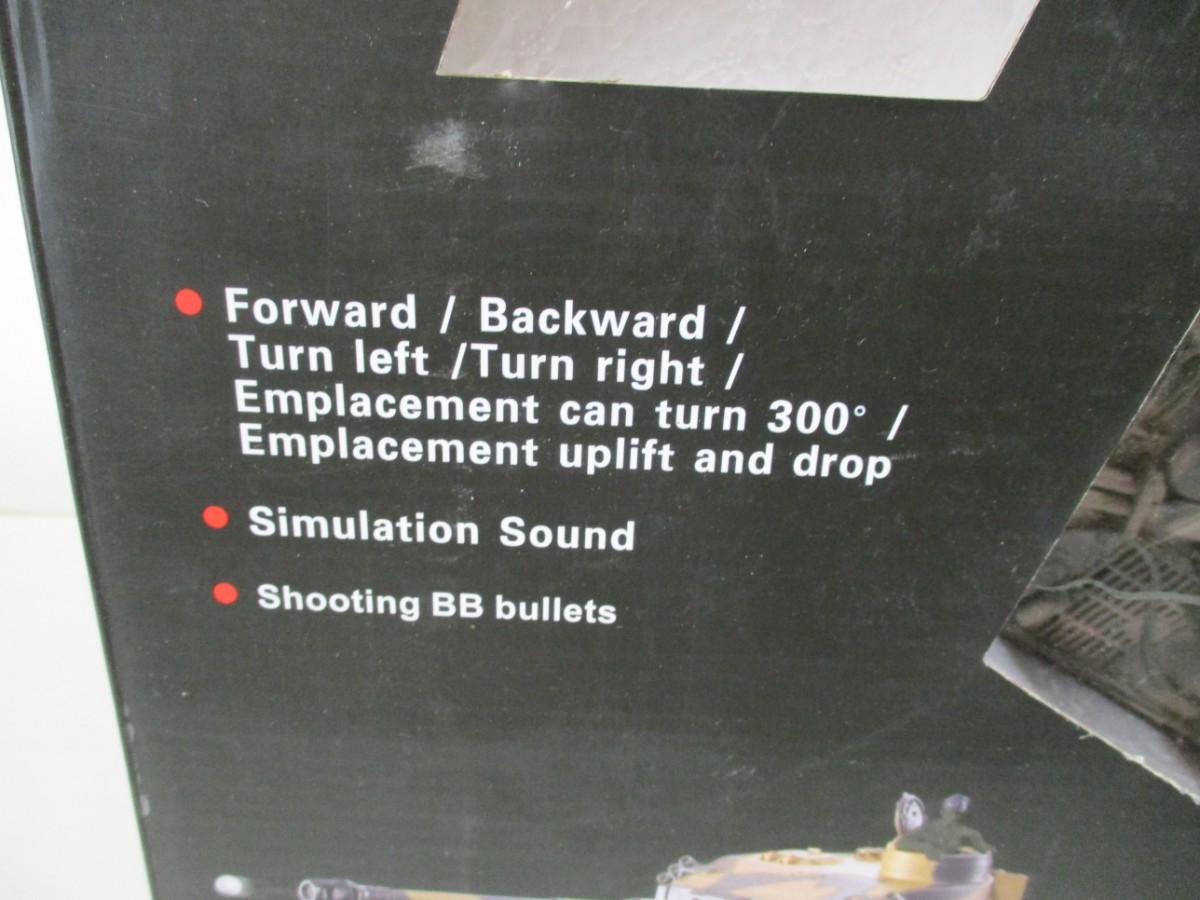 Forward / Backward /
Turn left /Turn right /
Emplacement can turn 300° /
Emplacement uplift and drop
Simulation Sound
Shooting BB bullets